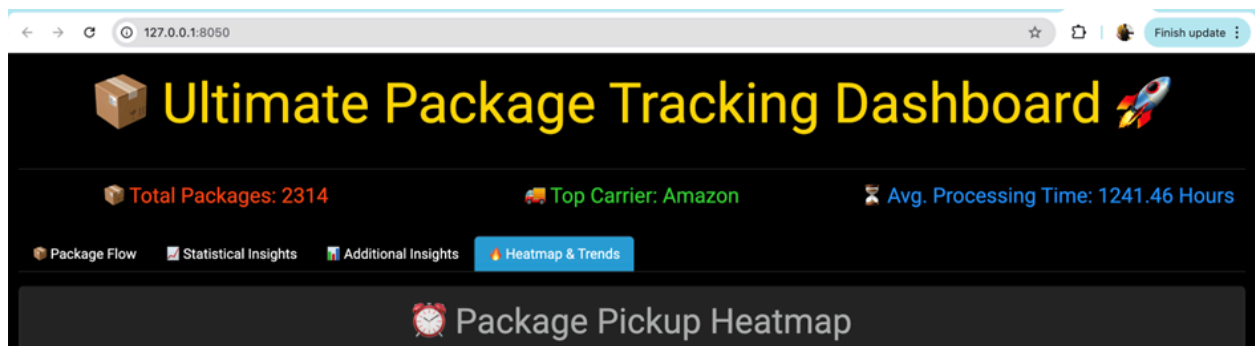 127.0.0.1:8050
Finish update
📦 Ultimate Package Tracking Dashboard 🚀
📦 Total Packages: 2314
🚚 Top Carrier: Amazon
⏳ Avg. Processing Time: 1241.46 Hours
📦 Package Flow
📈 Statistical Insights
📊 Additional Insights
🔥 Heatmap & Trends
⏰ Package Pickup Heatmap